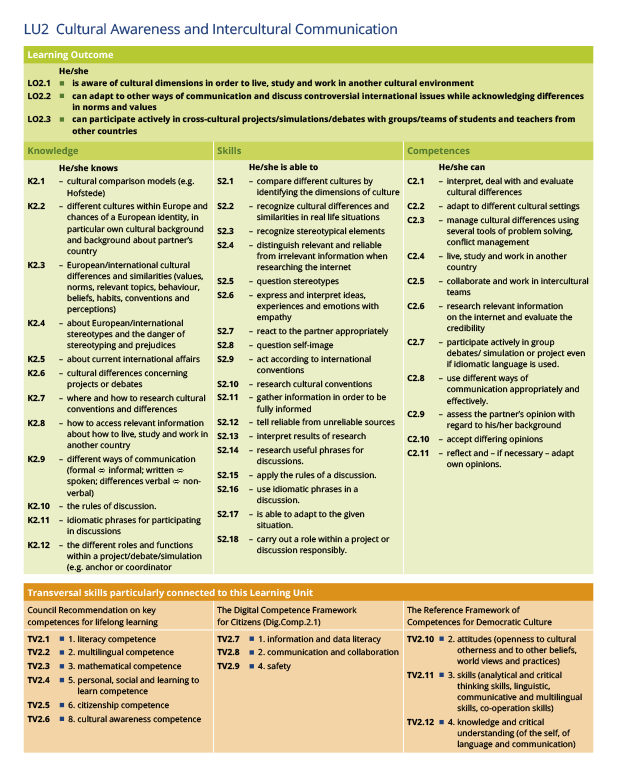 LU2 Cultural Awareness and Intercultural Communication
Learning Outcome
He/she
LO2.1 ■ is aware of cultural dimensions in order to live, study and work in another cultural environment
LO2.2 ■ can adapt to other ways of communication and discuss controversial international issues while acknowledging differences
in norms and values
LO2.3 ■ can participate actively in cross-cultural projects/simulations/debates with groups/teams of students and teachers from
other countries
Knowledge
He/she knows
K2.1 – cultural comparison models (e.g.
Hofstede)
K2.2 – different cultures within Europe and
chances of a European identity, in
particular own cultural background
and background about partner's
country
K2.3 – European/international cultural
differences and similarities (values,
norms, relevant topics, behaviour,
beliefs, habits, conventions and
perceptions)
K2.4 – about European/international
stereotypes and the danger of
stereotyping and prejudices
K2.5 – about current international affairs
K2.6 – cultural differences concerning
projects or debates
K2.7 – where and how to research cultural
conventions and differences
K2.8 – how to access relevant information
about how to live, study and work in
another country
K2.9 – different ways of communication
(formal ⇔ informal; written ⇔
spoken; differences verbal ⇔ non-
verbal)
K2.10 – the rules of discussion.
K2.11 – idiomatic phrases for participating
in discussions
K2.12 – the different roles and functions
within a project/debate/simulation
(e.g. anchor or coordinator
Skills
He/she is able to
S2.1 – compare different cultures by
identifying the dimensions of culture
S2.2 – recognize cultural differences and
similarities in real life situations
S2.3 – recognize stereotypical elements
S2.4 – distinguish relevant and reliable
from irrelevant information when
researching the internet
S2.5 – question stereotypes
S2.6 – express and interpret ideas,
experiences and emotions with
empathy
S2.7 – react to the partner appropriately
S2.8 – question self-image
S2.9 – act according to international
conventions
S2.10 – research cultural conventions
S2.11 – gather information in order to be
fully informed
S2.12 – tell reliable from unreliable sources
S2.13 – interpret results of research
S2.14 – research useful phrases for
discussions.
S2.15 – apply the rules of a discussion.
S2.16 – use idiomatic phrases in a
discussion.
S2.17 – is able to adapt to the given
situation.
S2.18 – carry out a role within a project or
discussion responsibly.
Competences
He/she can
C2.1 – interpret, deal with and evaluate
cultural differences
C2.2 – adapt to different cultural settings
C2.3 – manage cultural differences using
several tools of problem solving,
conflict management
C2.4 – live, study and work in another
country
C2.5 – collaborate and work in intercultural
teams
C2.6 – research relevant information
on the internet and evaluate the
credibility
C2.7 – participate actively in group
debates/ simulation or project even
if idiomatic language is used.
C2.8 – use different ways of
communication appropriately and
effectively.
C2.9 – assess the partner's opinion with
regard to his/her background
C2.10 – accept differing opinions
C2.11 – reflect and – if necessary – adapt
own opinions.
Transversal skills particularly connected to this Learning Unit
Council Recommendation on key
competences for lifelong learning
TV2.1 ■ 1. literacy competence
TV2.2 ■ 2. multilingual competence
TV2.3 ■ 3. mathematical competence
TV2.4 ■ 5. personal, social and learning to
learn competence
TV2.5 ■ 6. citizenship competence
TV2.6 ■ 8. cultural awareness competence
The Digital Competence Framework
for Citizens (Dig.Comp.2.1)
TV2.7 ■ 1. information and data literacy
TV2.8 ■ 2. communication and collaboration
TV2.9 ■ 4. safety
The Reference Framework of
Competences for Democratic Culture
TV2.10 ■ 2. attitudes (openness to cultural
otherness and to other beliefs,
world views and practices)
TV2.11 ■ 3. skills (analytical and critical
thinking skills, linguistic,
communicative and multilingual
skills, co-operation skills)
TV2.12 ■ 4. knowledge and critical
understanding (of the self, of
language and communication)